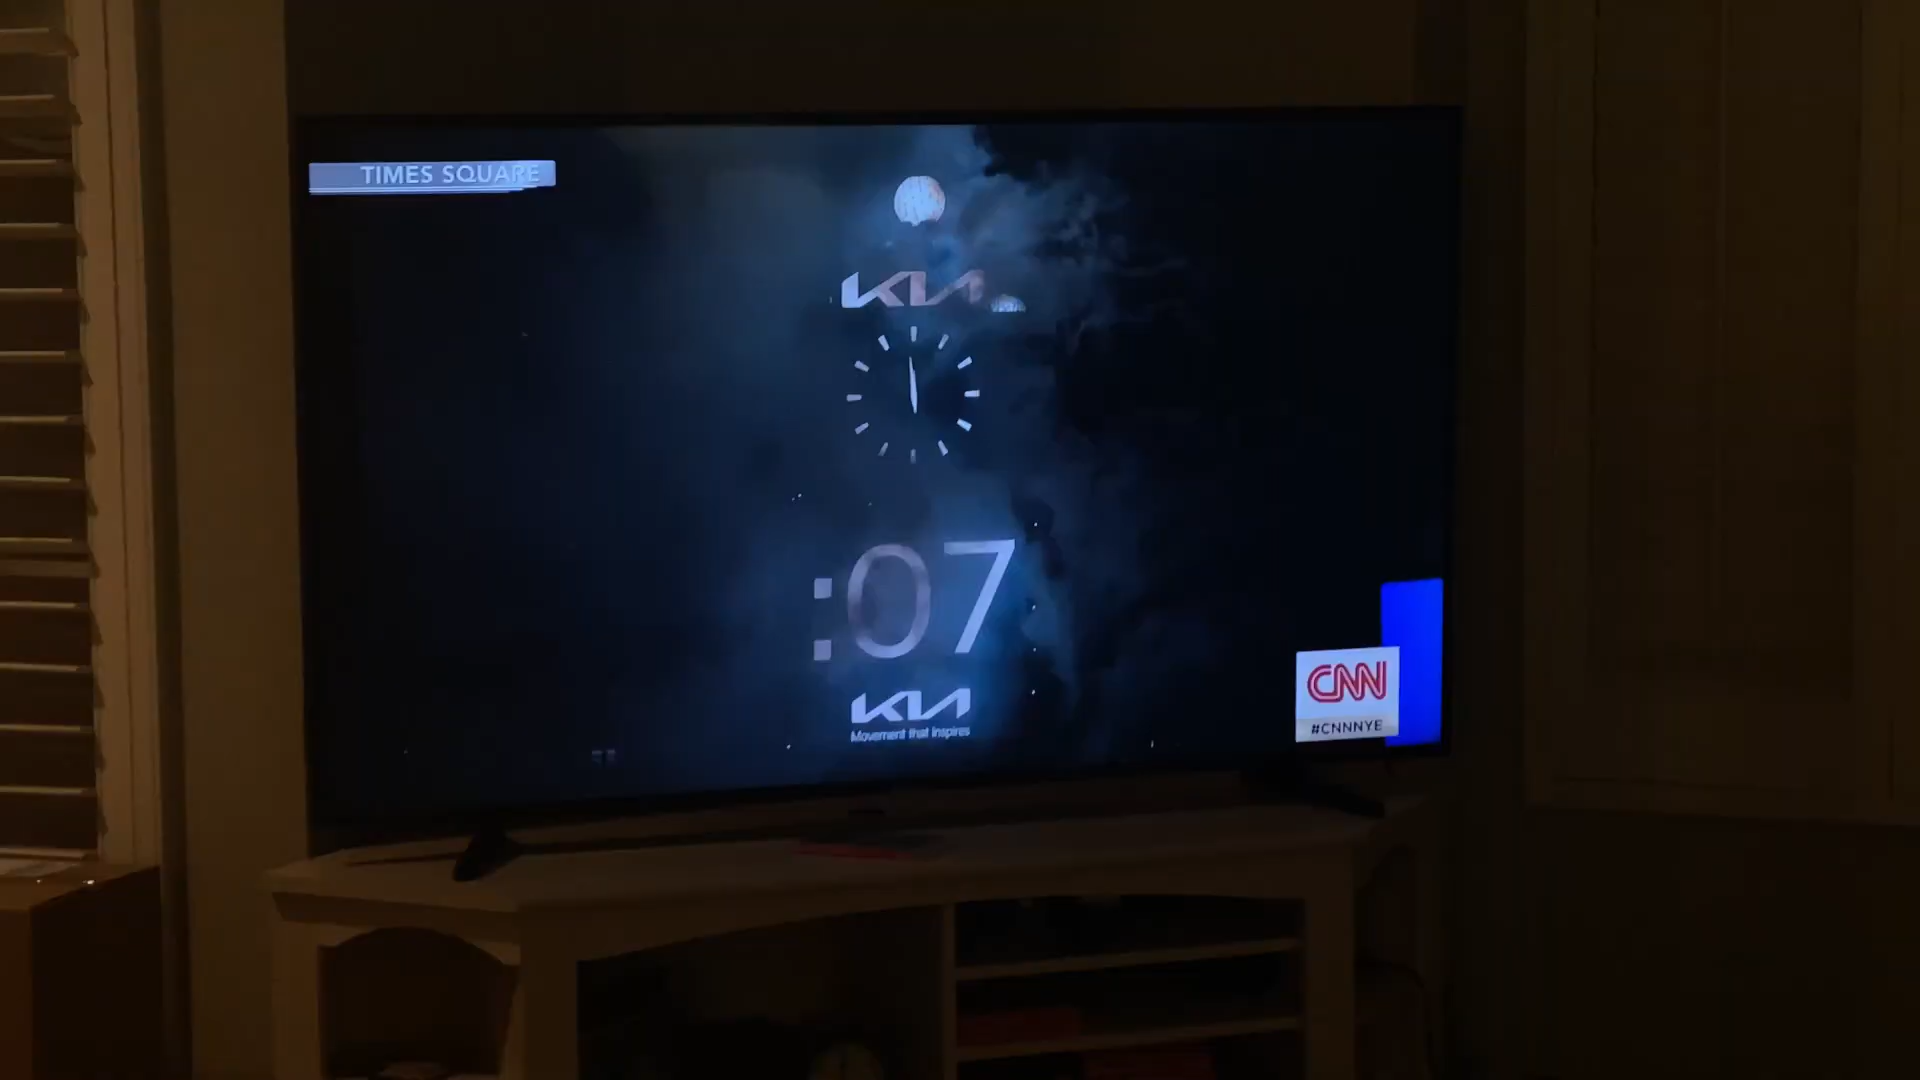 TIMES SQUARE
KIA
:07
KIA
Movement that inspires
CNN
#CNNNYE